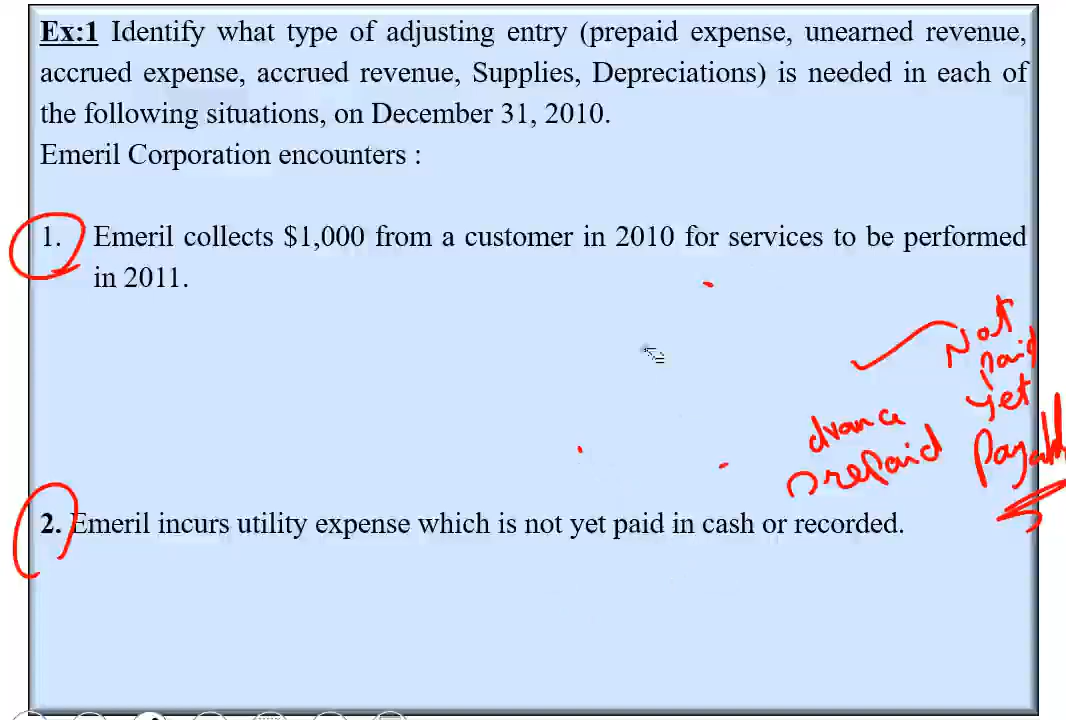 Ex:1 Identify what type of adjusting entry (prepaid expense, unearned revenue,
accrued expense, accrued revenue, Supplies, Depreciations) is needed in each of
the following situations, on December 31, 2010.
Emeril Corporation encounters :
1. Emeril collects $1,000 from a customer in 2010 for services to be performed
in 2011.
Not
paid
yet
dvance
prepaid
2. Emeril incurs utility expense which is not yet paid in cash or recorded.